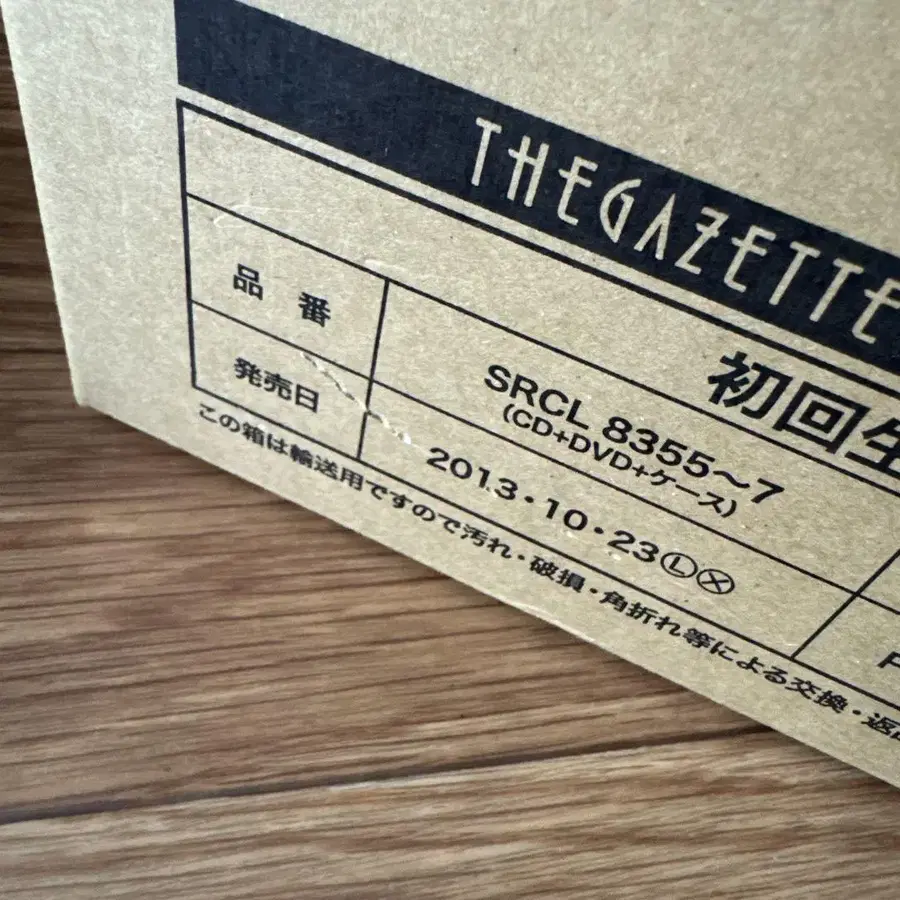 THEGAZETTE
初回生
品番
SRCL 8355～7
(CD+DVD+ケース)
発売日
2013・10・23ⓁⓍ
この箱は輸送用ですので汚れ・破損・角折れ等による交換・返品